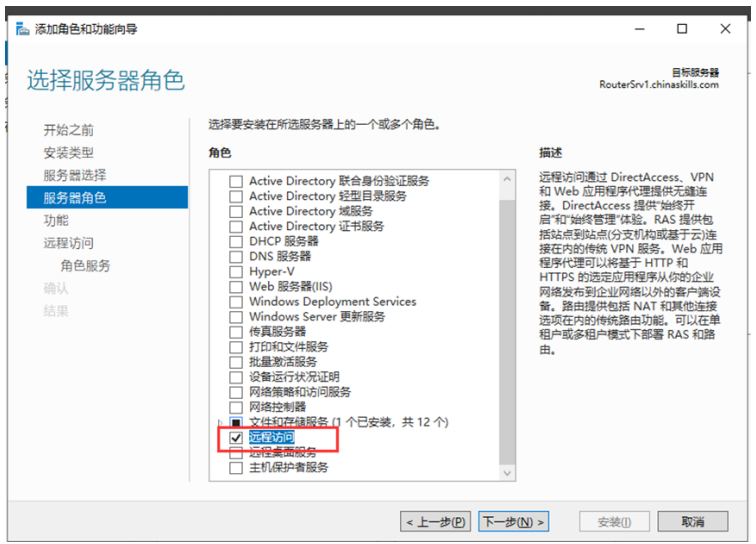 添加角色和功能向导
选择服务器角色
目标服务器
RouterSrv1.chinaskills.com
开始之前
安装类型
服务器选择
服务器角色
功能
远程访问
角色服务
确认
结果
选择要安装在所选服务器上的一个或多个角色。
角色
Active Directory 联合身份验证服务
Active Directory 轻型目录服务
Active Directory 域服务
Active Directory 证书服务
DHCP 服务器
DNS 服务器
Hyper-V
Web 服务器(IIS)
Windows Deployment Services
Windows Server 更新服务
传真服务器
打印和文件服务
批量激活服务
设备运行状况证明
网络策略和访问服务
网络控制器
文件和存储服务 (1 个已安装，共 12 个)
远程访问
远程桌面服务
主机保护者服务
描述
远程访问通过 DirectAccess、VPN
和 Web 应用程序代理提供无缝连
接。DirectAccess 提供"始终开
启"和"始终管理"体验。RAS 提供包
括站点到站点(分支机构或基于云)连
接在内的传统 VPN 服务。Web 应用
程序代理可以将基于 HTTP 和
HTTPS 的选定应用程序从你的企业
网络发布到企业网络以外的客户端设
备。路由提供包括 NAT 和其他连接
选项在内的传统路由功能。可以在单
租户或多租户模式下部署 RAS 和路
由。
< 上一步(P)
下一步(N) >
安装(I)
取消